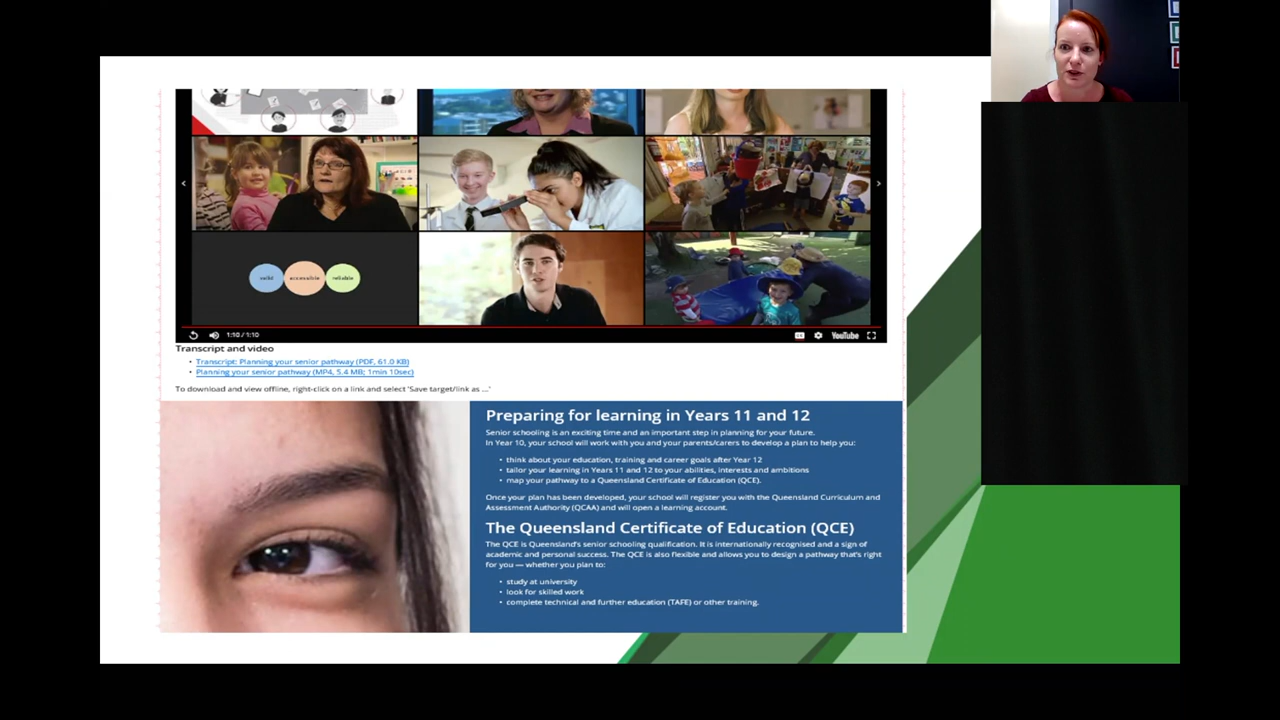 valid
accessible
reliable
1:10 / 1:10
YouTube
Transcript and video
• Transcript: Planning your senior pathway (PDF, 61.0 KB)
• Planning your senior pathway (MP4, 5.4 MB; 1min 10sec)
To download and view offline, right-click on a link and select 'Save target/link as ...'
Preparing for learning in Years 11 and 12
Senior schooling is an exciting time and an important step in planning for your future.
In Year 10, your school will work with you and your parents/carers to develop a plan to help you:
• think about your education, training and career goals after Year 12
• tailor your learning in Years 11 and 12 to your abilities, interests and ambitions
• map your pathway to a Queensland Certificate of Education (QCE).
Once your plan has been developed, your school will register you with the Queensland Curriculum and
Assessment Authority (QCAA) and will open a learning account.
The Queensland Certificate of Education (QCE)
The QCE is Queensland's senior schooling qualification. It is internationally recognised and a sign of
academic and personal success. The QCE is also flexible and allows you to design a pathway that's right
for you — whether you plan to:
• study at university
• look for skilled work
• complete technical and further education (TAFE) or other training.